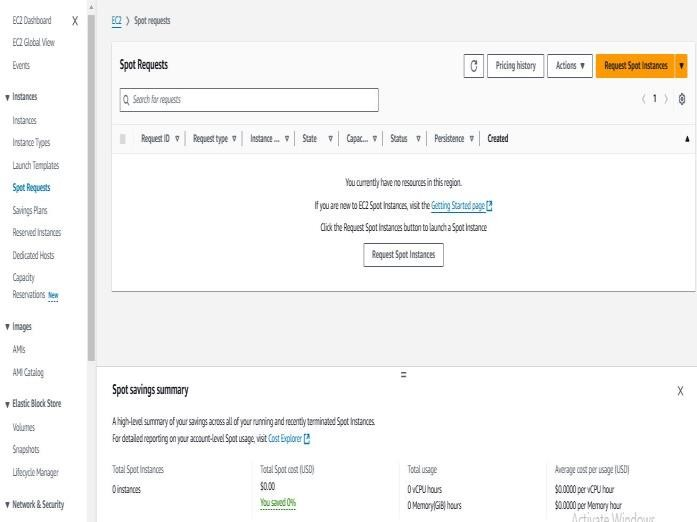 EC2 Dashboard X
EC2 Global View
Events
Instances
Instances
Instance Types
Launch Templates
Spot Requests
Savings Plans
Reserved Instances
Dedicated Hosts
Capacity
Reservations New
Images
AMIs
AMI Catalog
Elastic Block Store
Volumes
Snapshots
Lifecycle Manager
Network & Security
EC2 > Spot requests
Spot Requests
Pricing history
Actions
Request Spot Instances
Search for requests
1
Request ID Request type Instance ... State Capac... Status Persistence Created
You currently have no resources in this region.
If you are new to EC2 Spot Instances, visit the Getting Started page
Click the Request Spot Instances button to launch a Spot Instance
Request Spot Instances
Spot savings summary X
A high-level summary of your savings across all of your running and recently terminated Spot Instances.
For detailed reporting on your account-level Spot usage, visit Cost Explorer
Total Spot Instances
0 instances
Total Spot cost (USD)
$0.00
You saved 0%
Total usage
0 vCPU hours
0 Memory(GiB) hours
Average cost per usage (USD)
$0.0000 per vCPU hour
$0.0000 per Memory hour
Activate Windows